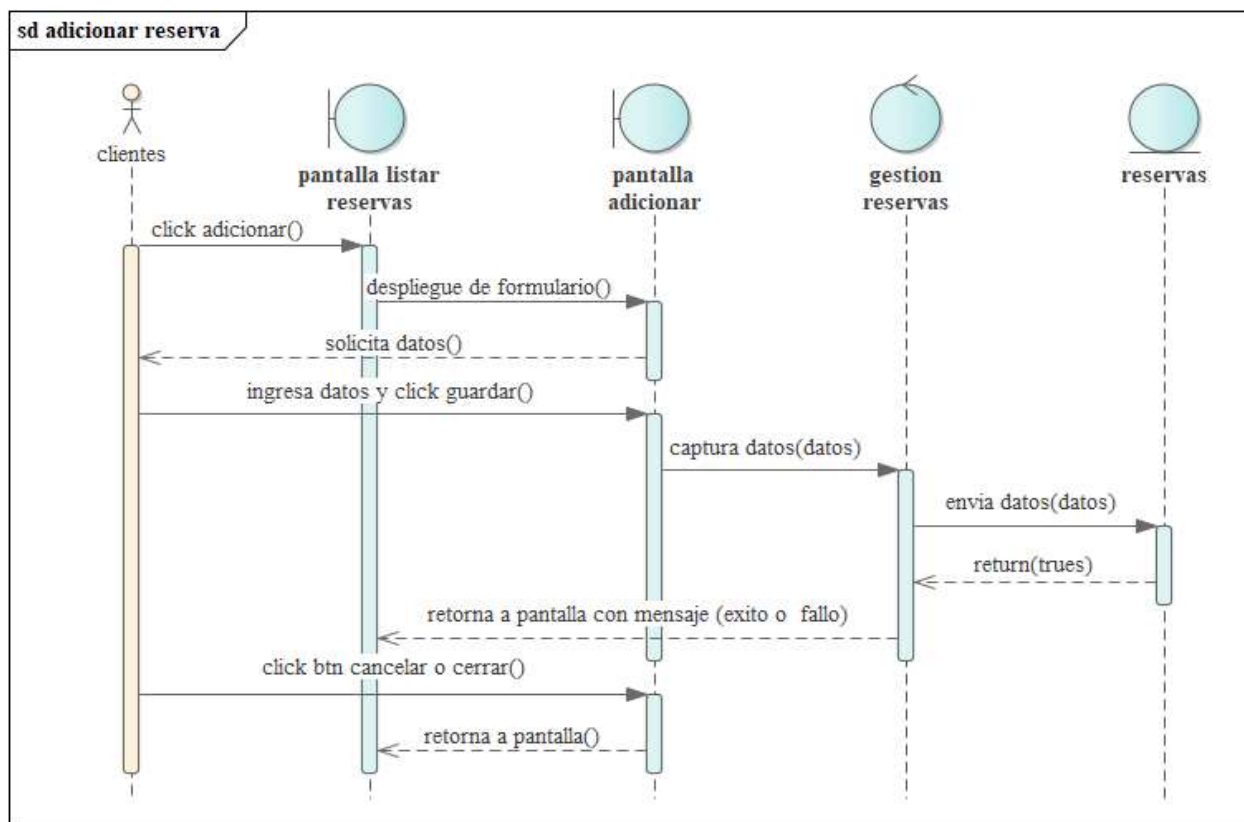 sd adicionar reserva
clientes
pantalla listar
reservas
pantalla
adicionar
gestion
reservas
reservas
click adicionar()
despliegue de formulario()
solicita datos()
ingresa datos y click guardar()
captura datos(datos)
envia datos(datos)
return(trues)
retorna a pantalla con mensaje (exito o fallo)
click btn cancelar o cerrar()
retorna a pantalla()